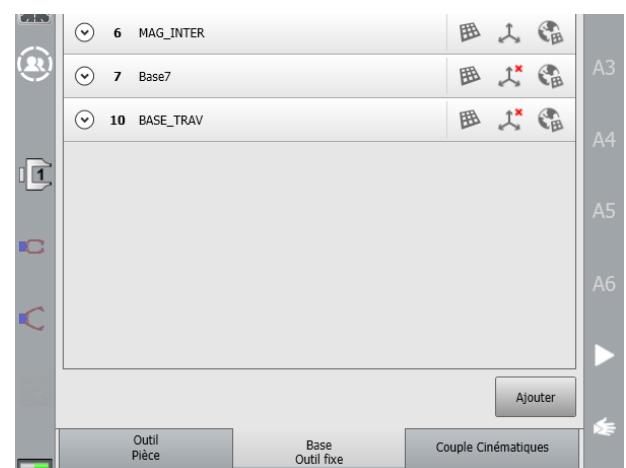 6 MAG_INTER
7 Base7
10 BASE_TRAV
A3
A4
1
A5
A6
Ajouter
Outil
Pièce
Base
Outil fixe
Couple Cinématiques